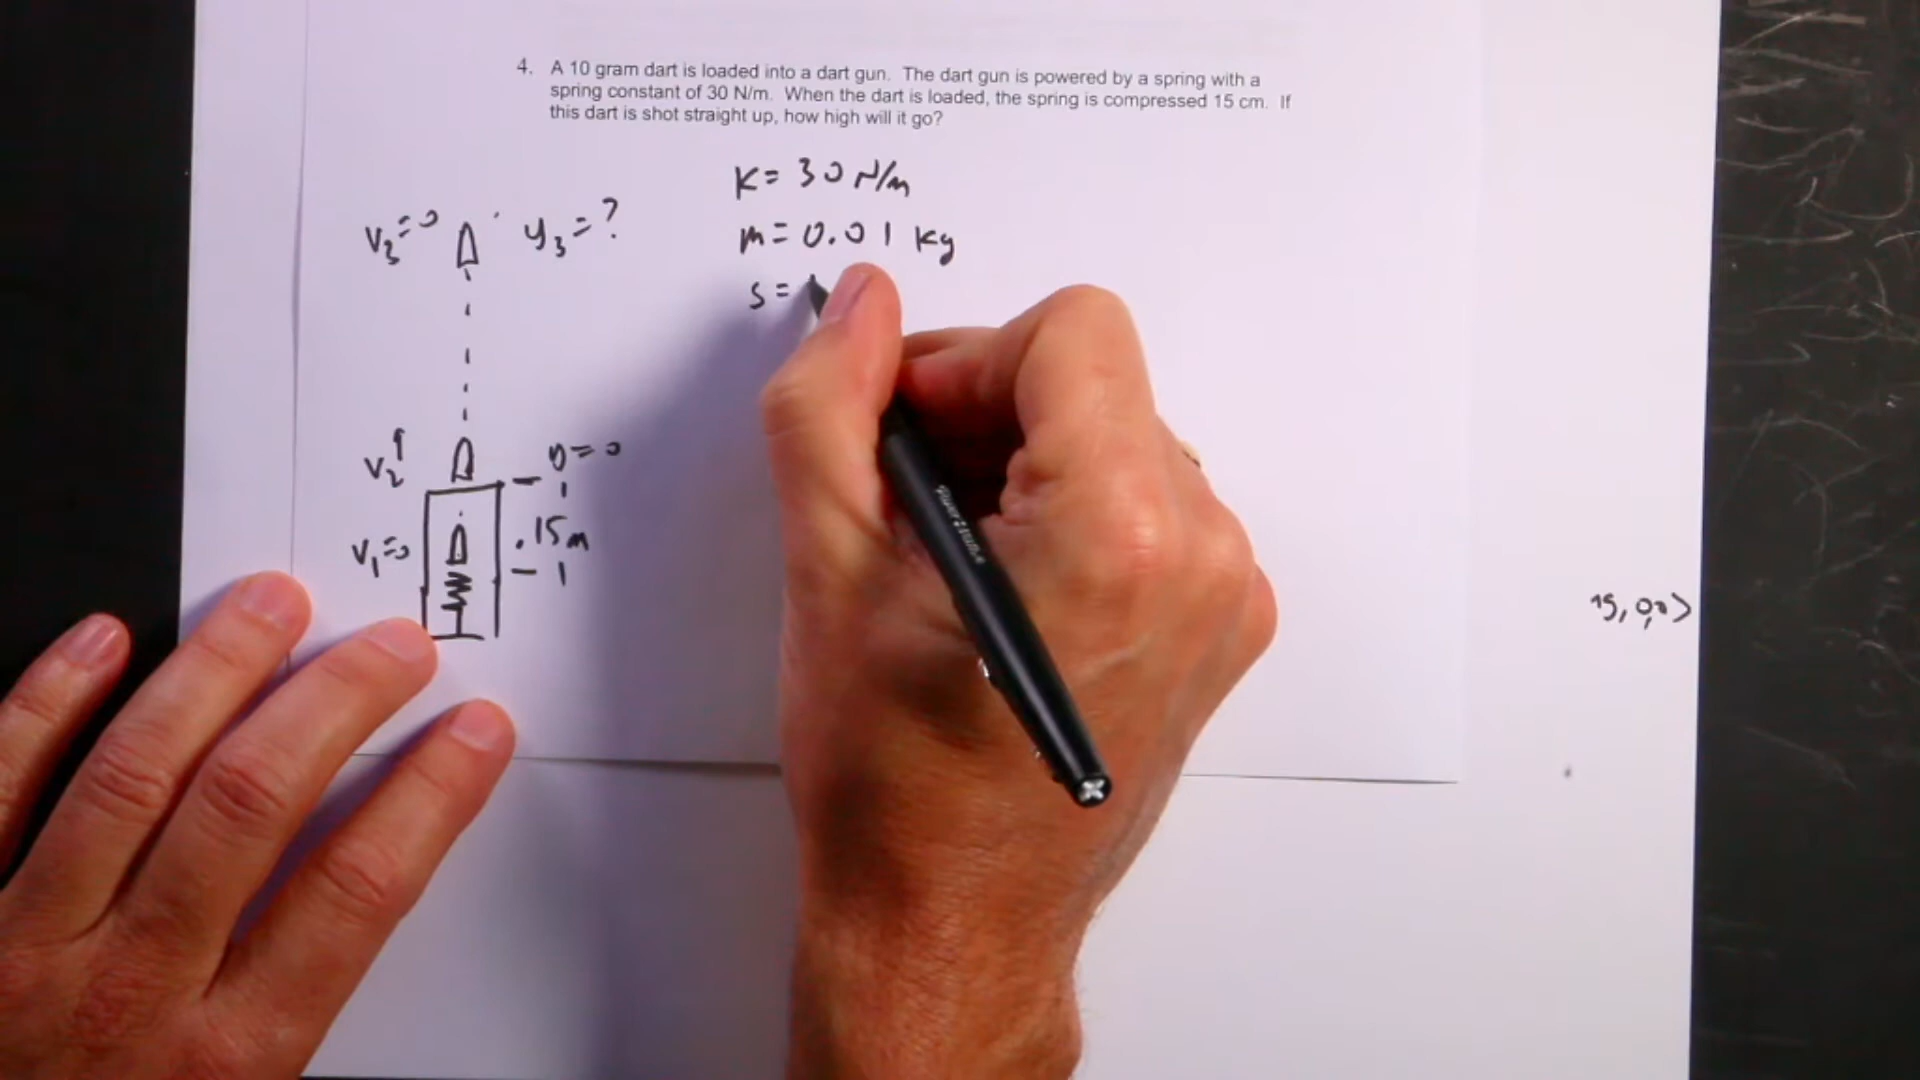 4. A 10 gram dart is loaded into a dart gun. The dart gun is powered by a spring with a
spring constant of 30 N/m. When the dart is loaded, the spring is compressed 15 cm. If
this dart is shot straight up, how high will it go?
K = 30 N/m
m = 0.01 kg
s =
v₃=0
y₃ = ?
v₂
y=0
.15m
v₁=0